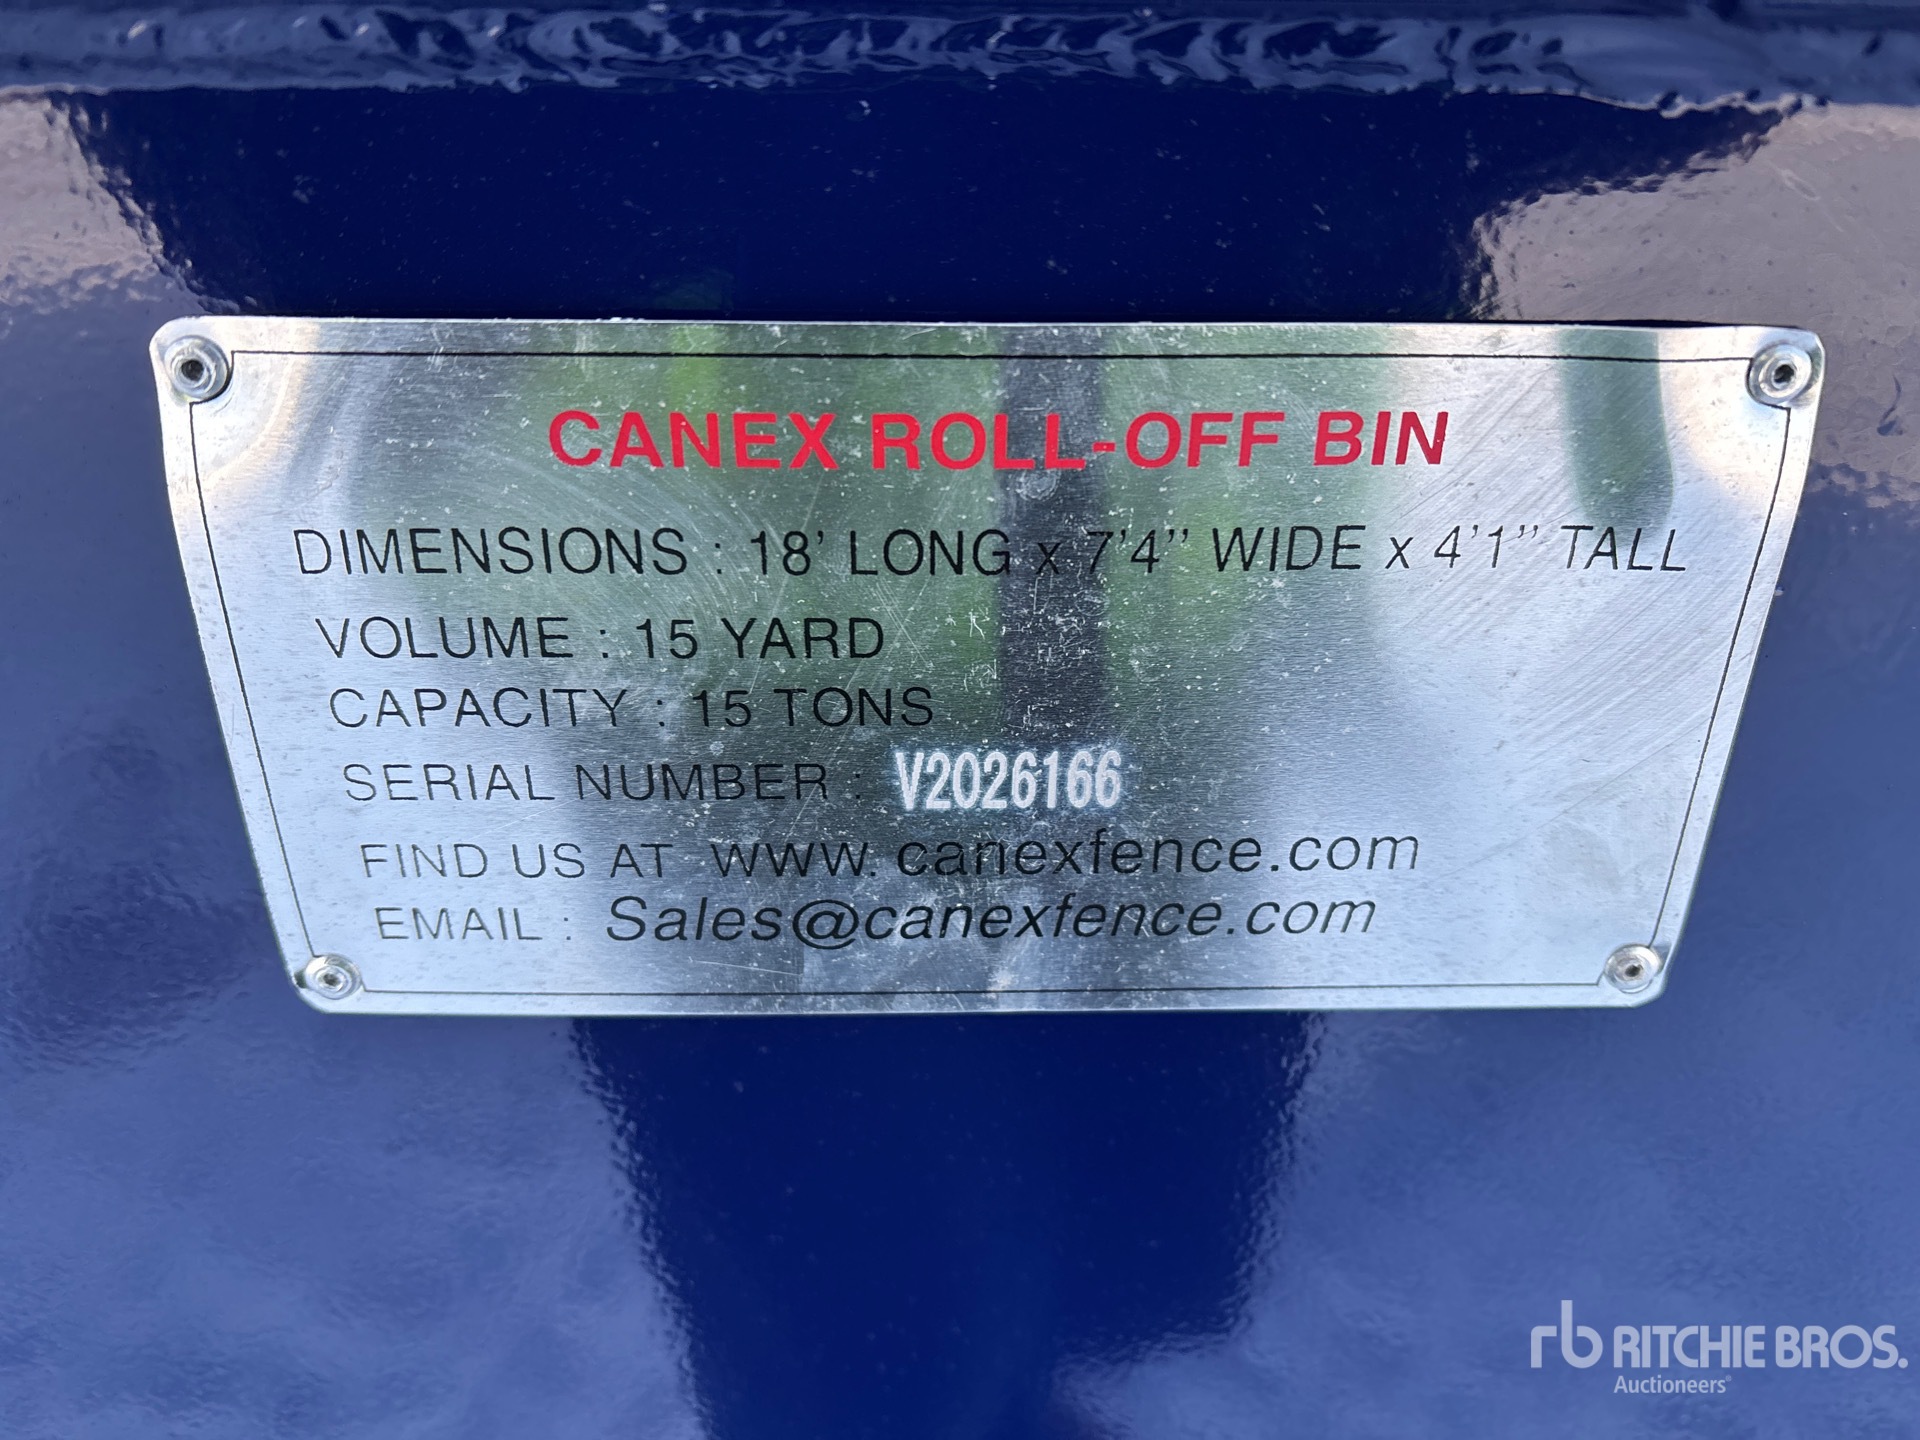 CANEX ROLL-OFF BIN
DIMENSIONS : 18' LONG x 7'4'' WIDE x 4'1'' TALL
VOLUME : 15 YARD
CAPACITY : 15 TONS
SERIAL NUMBER : V2026166
FIND US AT www.canexfence.com
EMAIL : Sales@canexfence.com
rb RITCHIE BROS.
Auctioneers